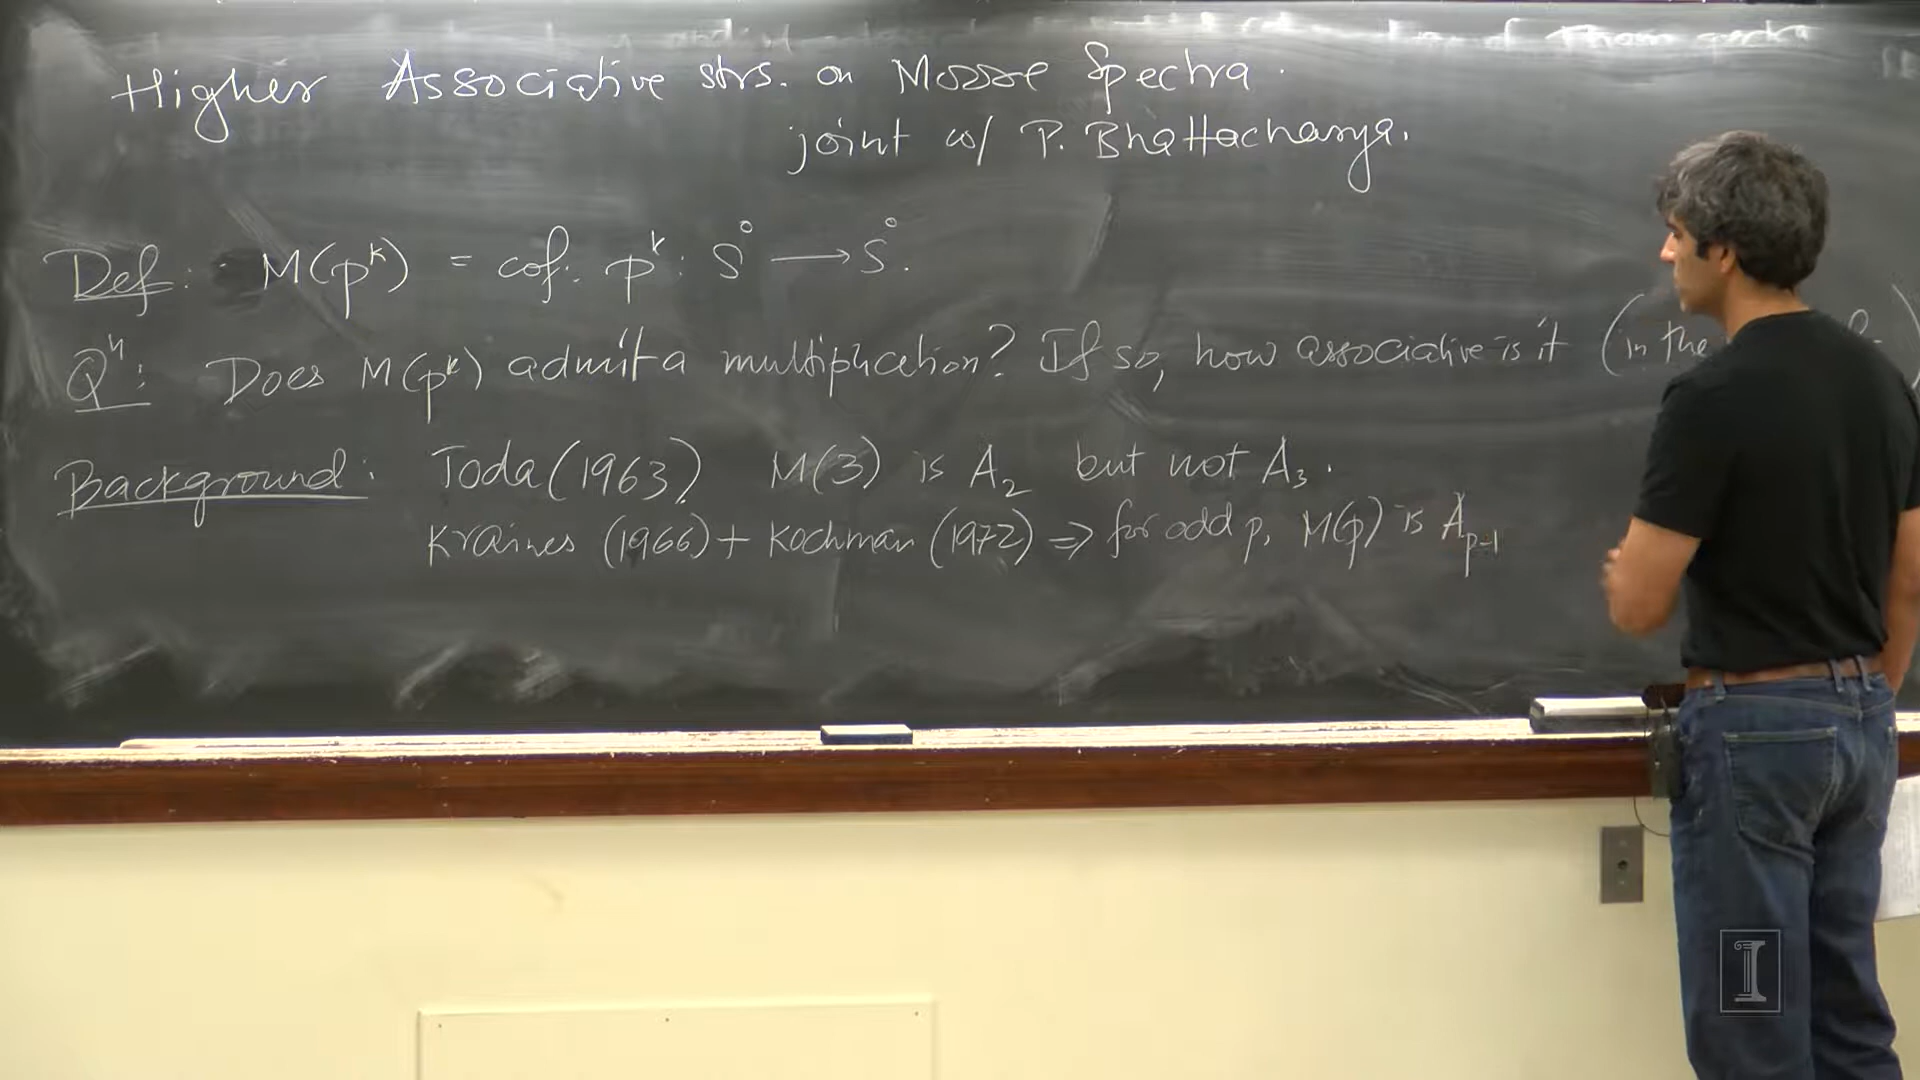 Higher Associative strs. on Moore Spectra.
joint w/ P. Bhattacharya.
Def: M(p^k) = cof: p^k: S^0 ⟶ S^0.
Q^n: Does M(p^k) admit a multiplication? If so, how associative is it (in the
Background: Toda (1963) M(3) is A_2 but not A_3.
Kraines (1966) + Kochman (1972) ⇒ for odd p, M(p) is A_{p-1}